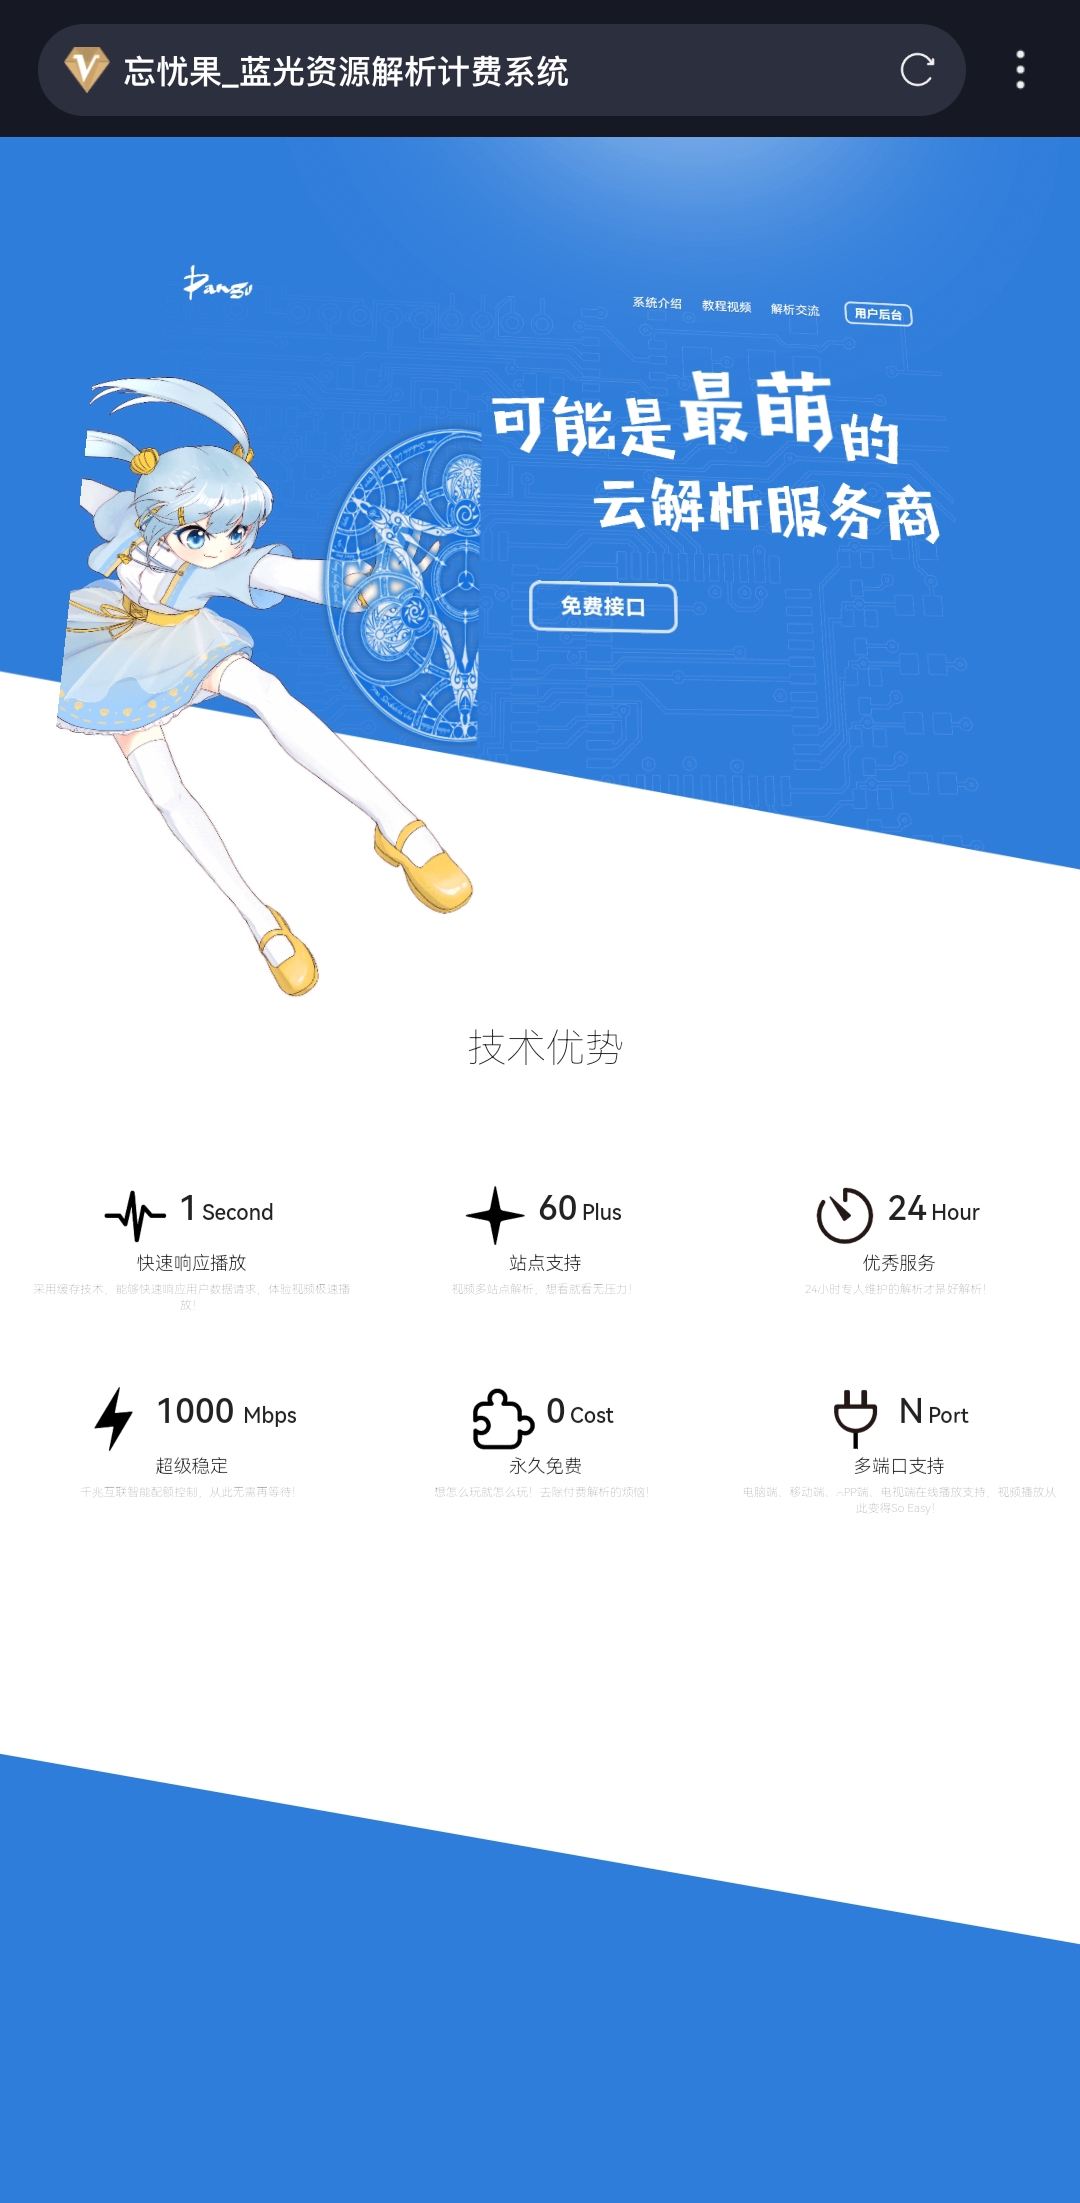 忘忧果_蓝光资源解析计费系统
Pangu
系统介绍 教程视频 解析交流 用户后台
可能是最萌的
云解析服务商
免费接口
技术优势
1 Second
快速响应播放
采用缓存技术，能够快速响应用户数据请求，体验视频极速播
放！
60 Plus
站点支持
视频多站点解析，想看就看无压力！
24 Hour
优秀服务
24小时专人维护的解析才是好解析！
1000 Mbps
超级稳定
千兆互联智能配额控制，从此无需再等待！
0 Cost
永久免费
想怎么玩就怎么玩！去除付费解析的烦恼！
N Port
多端口支持
电脑端、移动端、APP端、电视端在线播放支持，视频播放从
此变得So Easy！